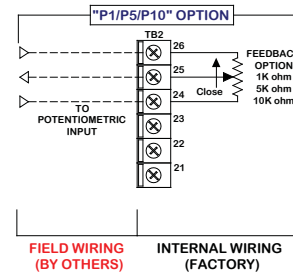 "P1/P5/P10" OPTION
TB2
26
25
24
23
22
21
FEEDBAC
OPTION
1K ohm
5K ohm
10K ohm
Close
TO
POTENTIOMETRIC
INPUT
FIELD WIRING
(BY OTHERS)
INTERNAL WIRING
(FACTORY)